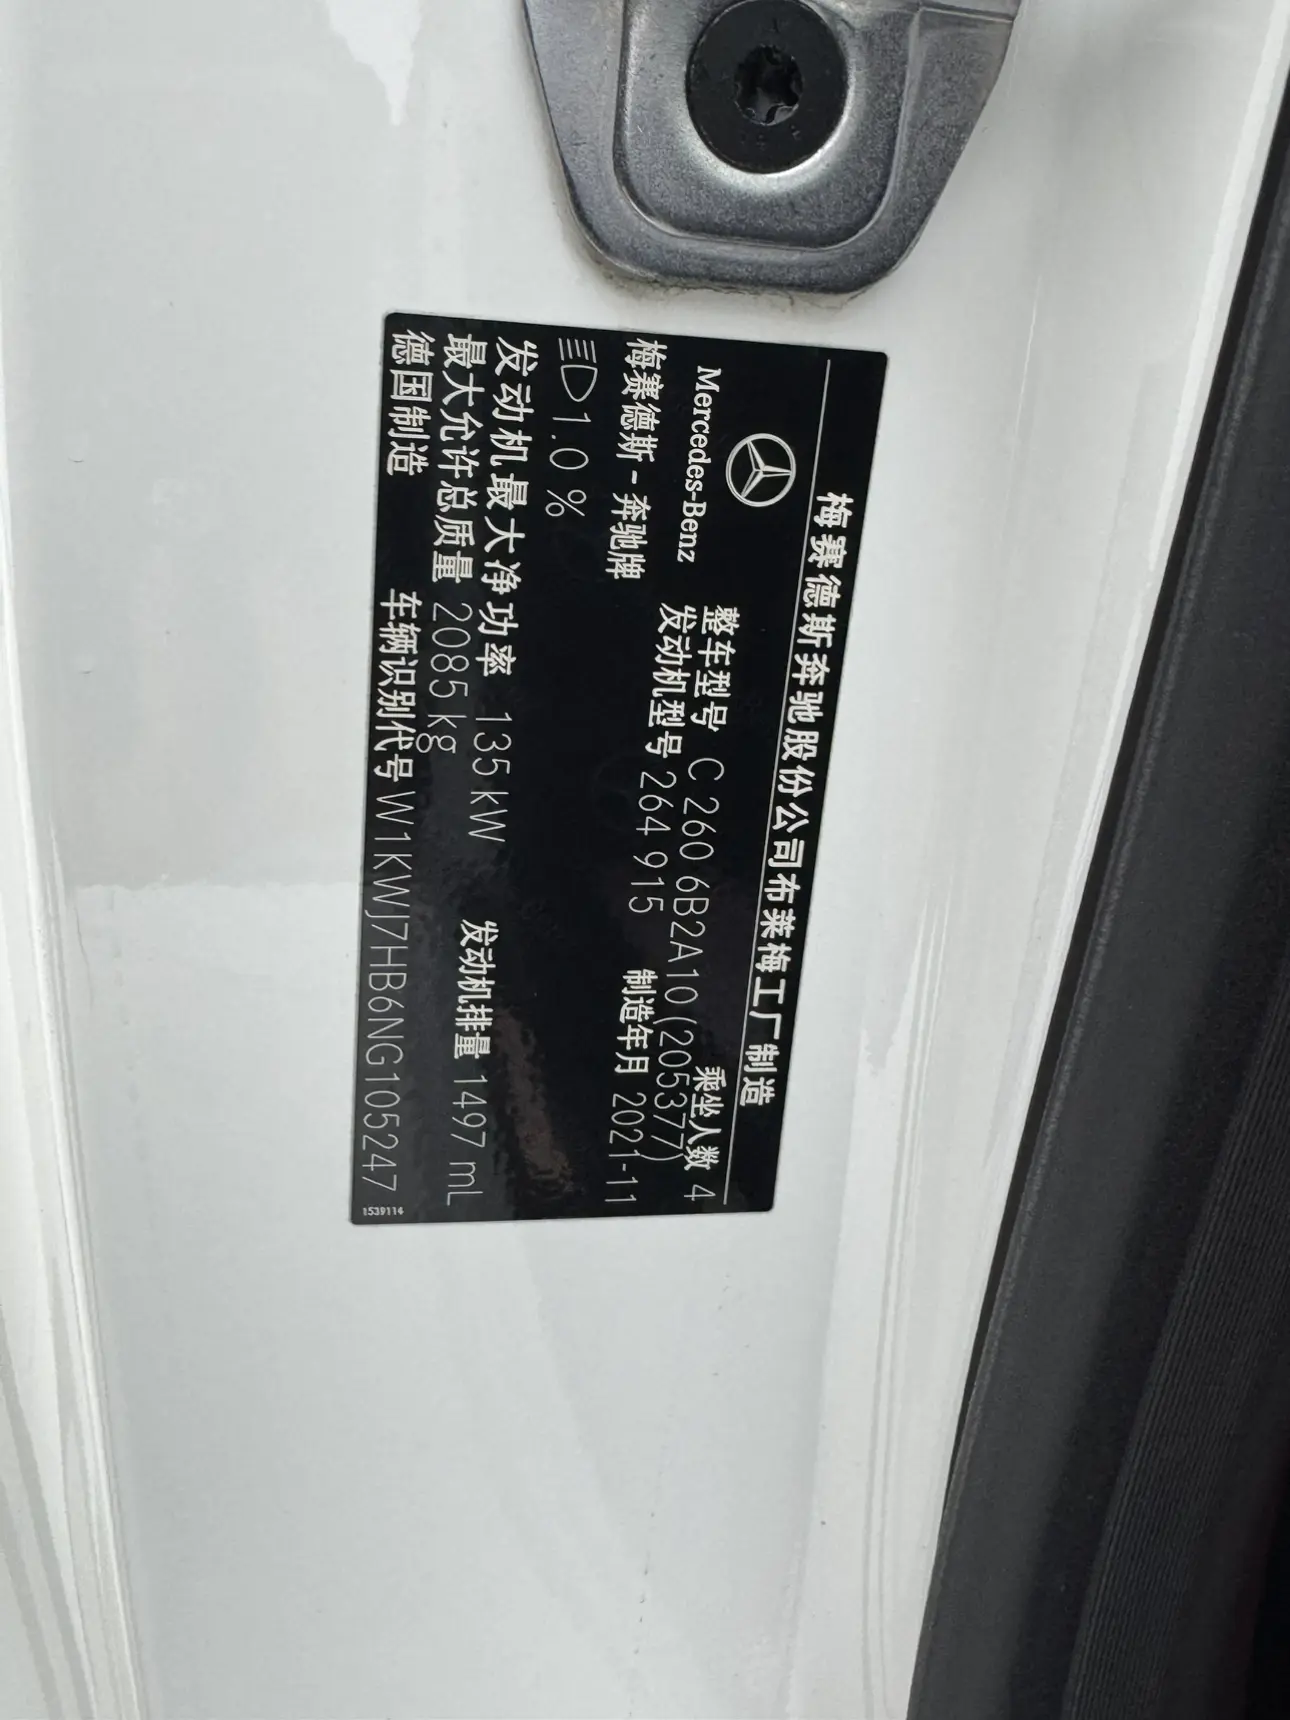 梅赛德斯奔驰股份公司布莱梅工厂制造
Mercedes-Benz
整车型号 C 260 6B2A10(205377)
乘坐人数 4
梅赛德斯-奔驰牌
发动机型号 264 915
制造年月 2021-11
1.0 %
发动机最大净功率 135 kW
发动机排量 1497 mL
最大允许总质量 2085 kg
德国制造
车辆识别代号 W1KWJ7HB6NG105247
1539114